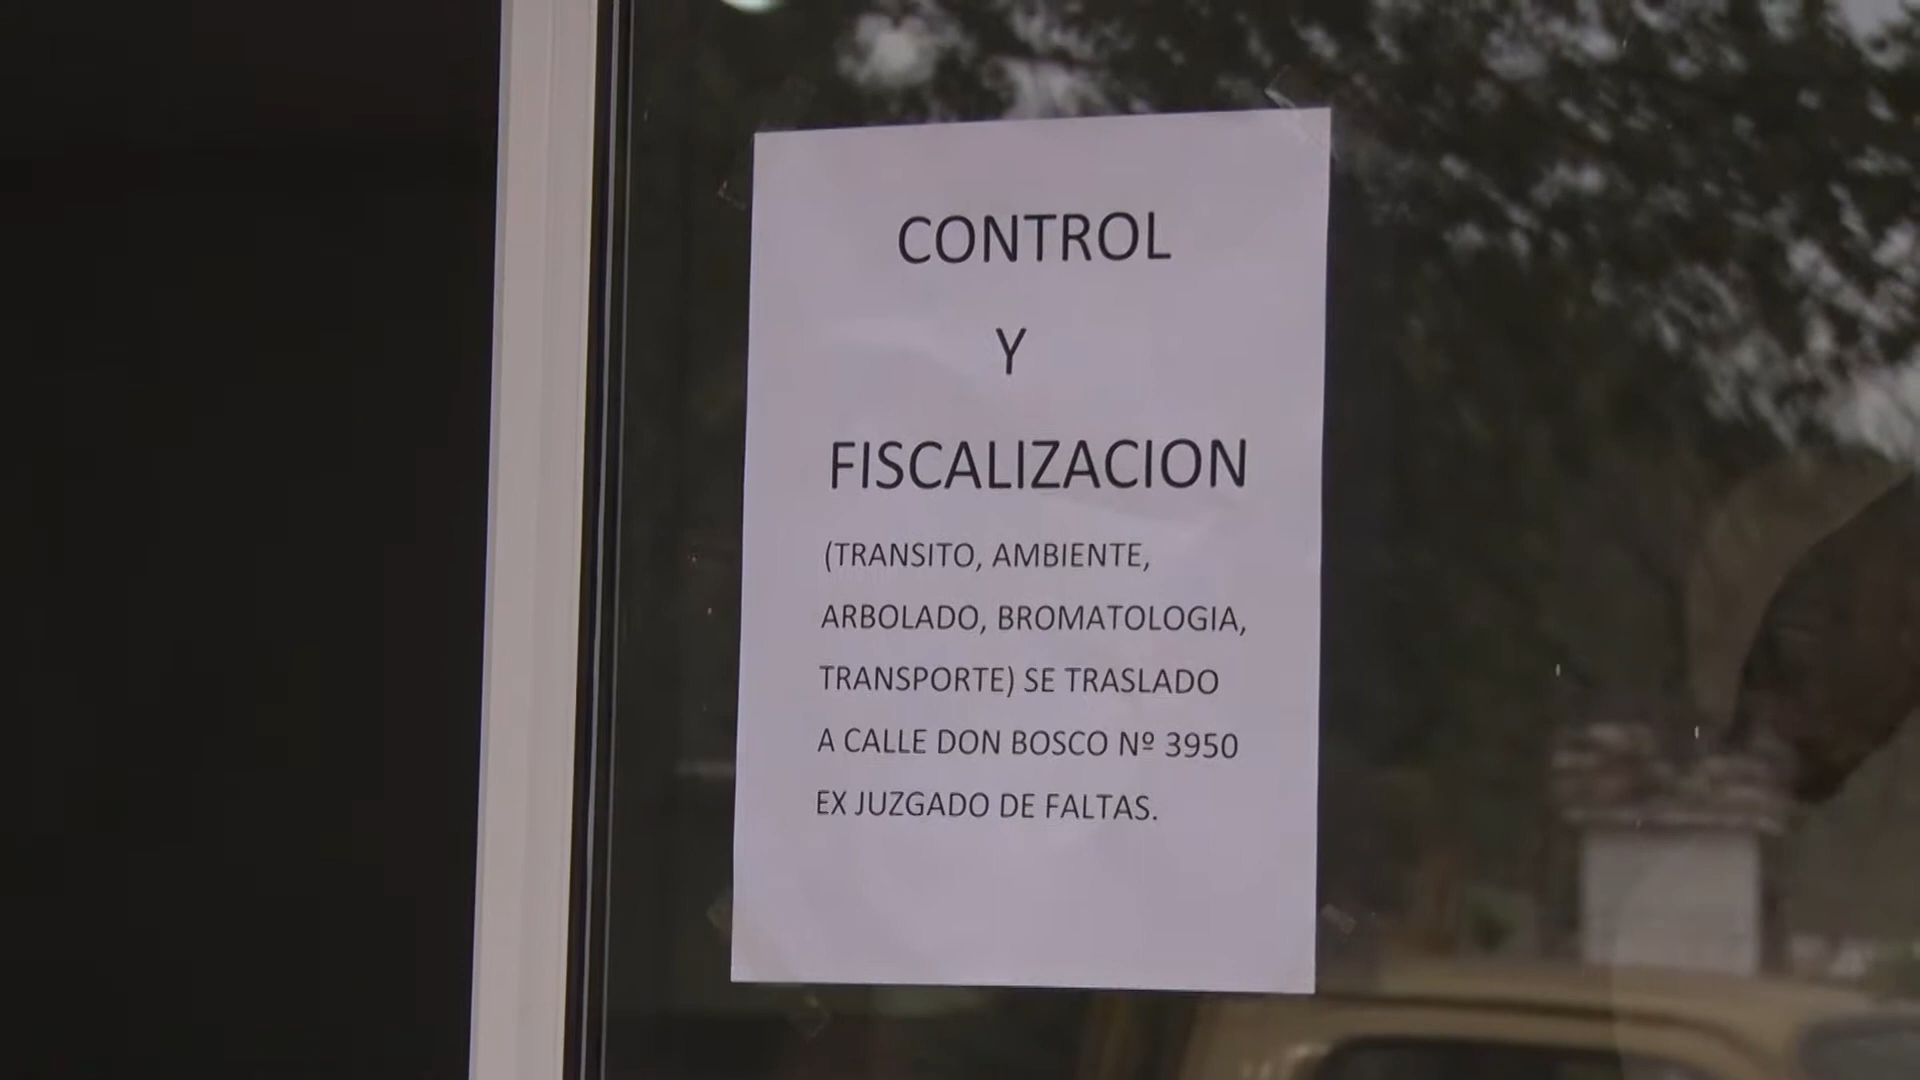 CONTROL
Y
FISCALIZACION
(TRANSITO, AMBIENTE,
ARBOLADO, BROMATOLOGIA,
TRANSPORTE) SE TRASLADO
A CALLE DON BOSCO Nº 3950
EX JUZGADO DE FALTAS.